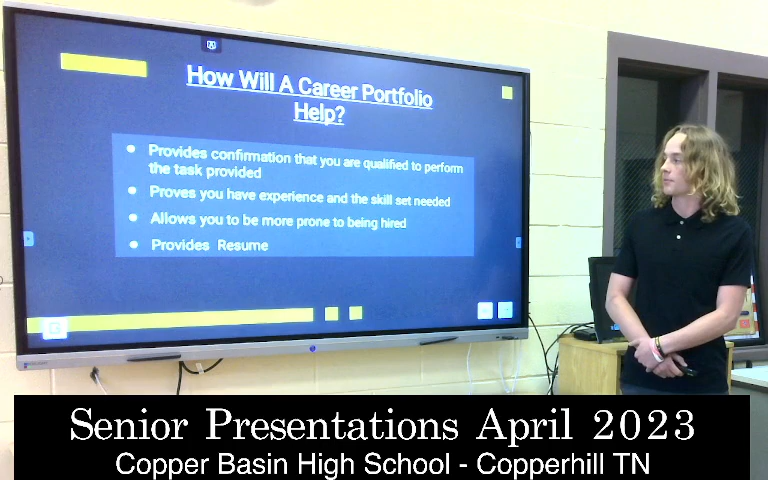 How Will A Career Portfolio
Help?
Provides confirmation that you are qualified to perform
the task provided
Proves you have experience and the skill set needed
Allows you to be more prone to being hired
Provides Resume
Senior Presentations April 2023
Copper Basin High School - Copperhill TN